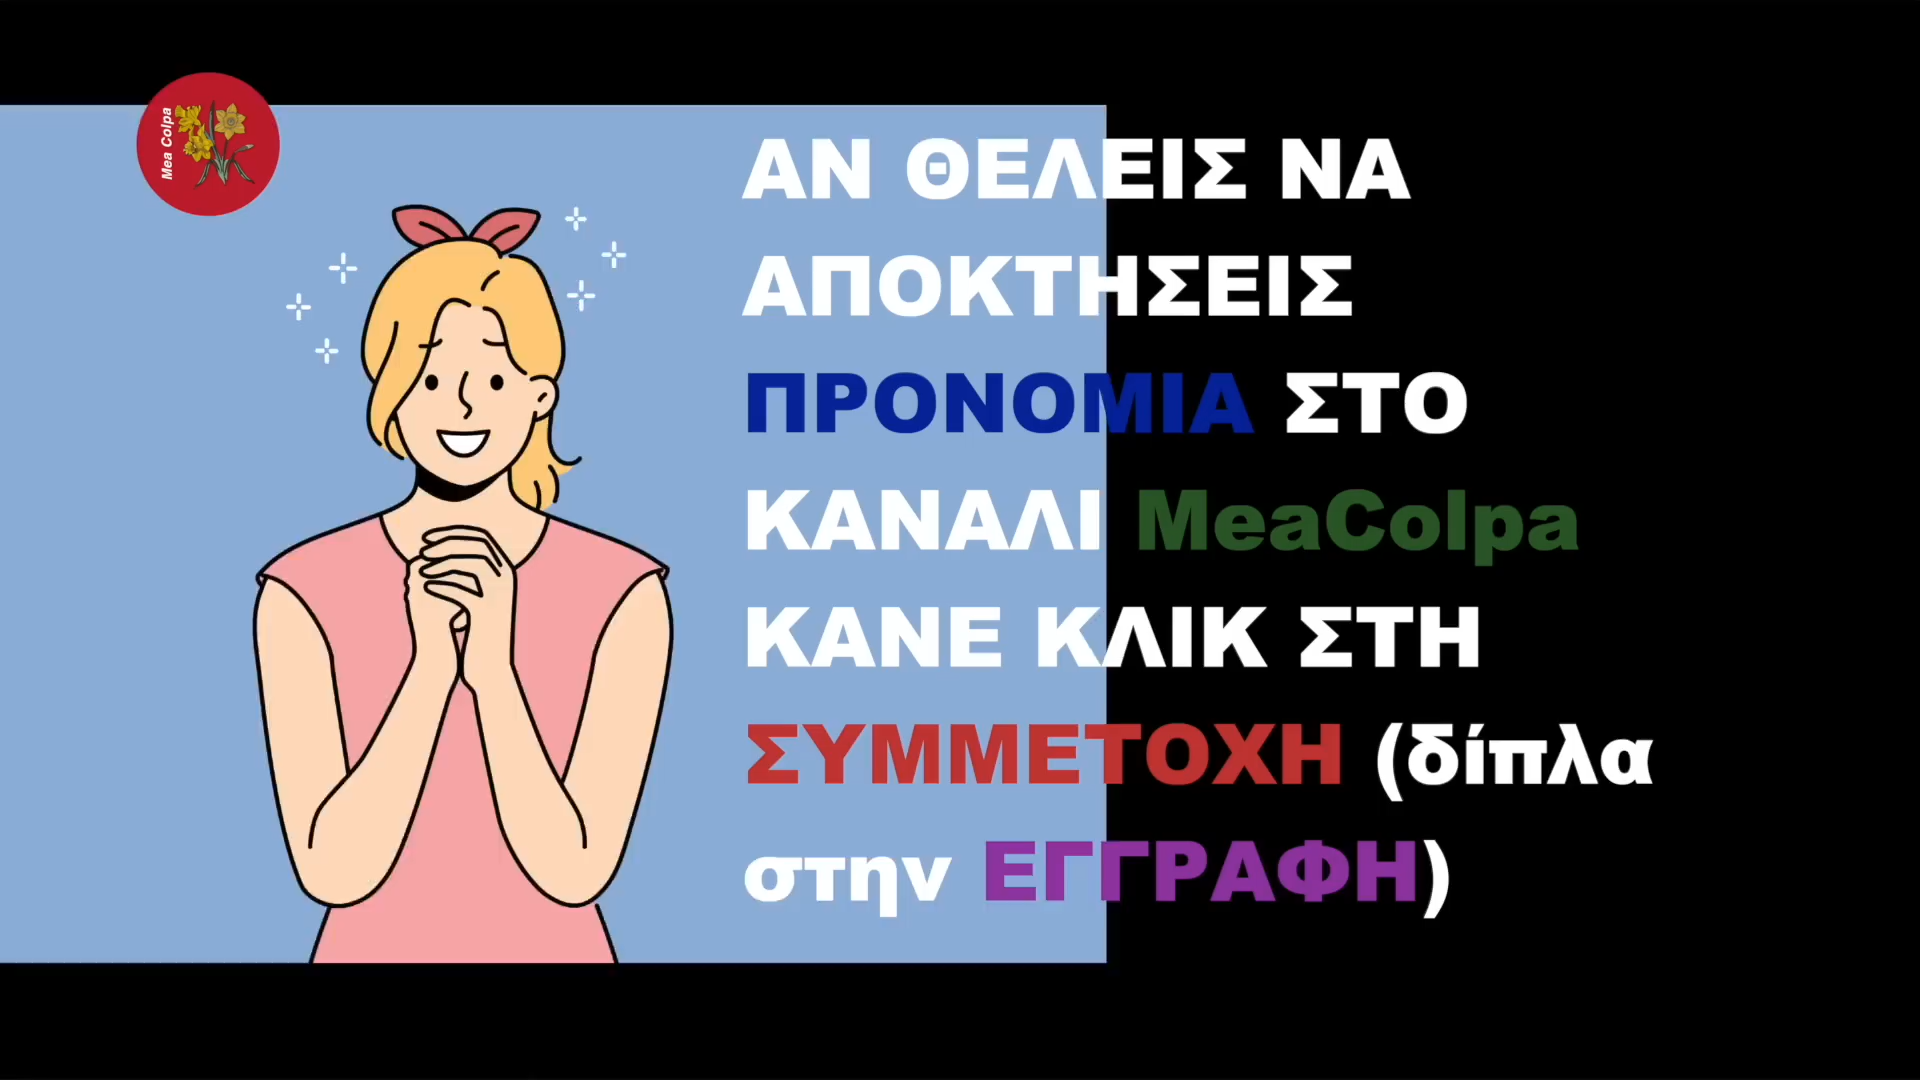 Mea Colpa
ΑΝ ΘΕΛΕΙΣ ΝΑ
ΑΠΟΚΤΗΣΕΙΣ
ΠΡΟΝΟΜΙΑ ΣΤΟ
ΚΑΝΑΛΙ MeaColpa
ΚΑΝΕ ΚΛΙΚ ΣΤΗ
ΣΥΜΜΕΤΟΧΗ (δίπλα
στην ΕΓΓΡΑΦΗ)